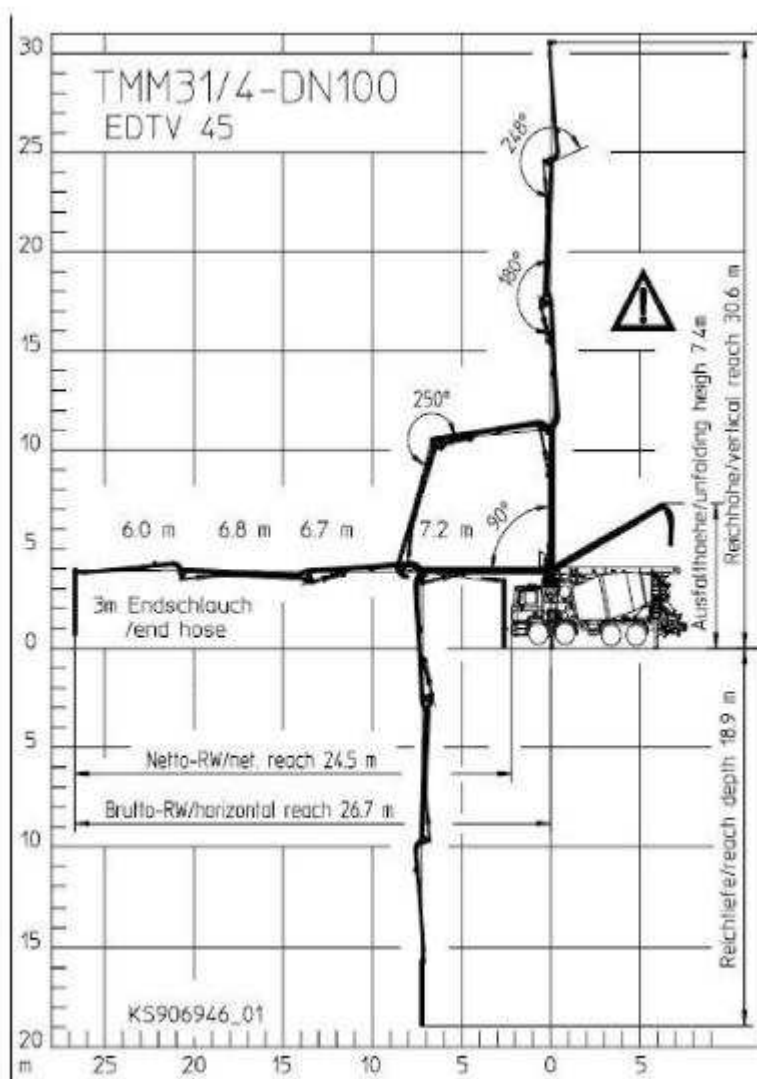 TMM31/4-DN100
EDTV 45
30
25
20
15
10
5
0
5
10
15
20
m
25
20
15
10
5
0
5
248°
180°
250°
90°
6.0 m
6.8 m
6.7 m
7.2 m
3m Endschlauch
/end hose
Netto-RW/net. reach 24.5 m
Brutto-RW/horizontal reach 26.7 m
Ausfalthoehe/unfolding heigh 7.4m
Reichhöhe/vertical reach 30.6 m
Reichtiefe/reach depth 18.9 m
KS906946_01
!